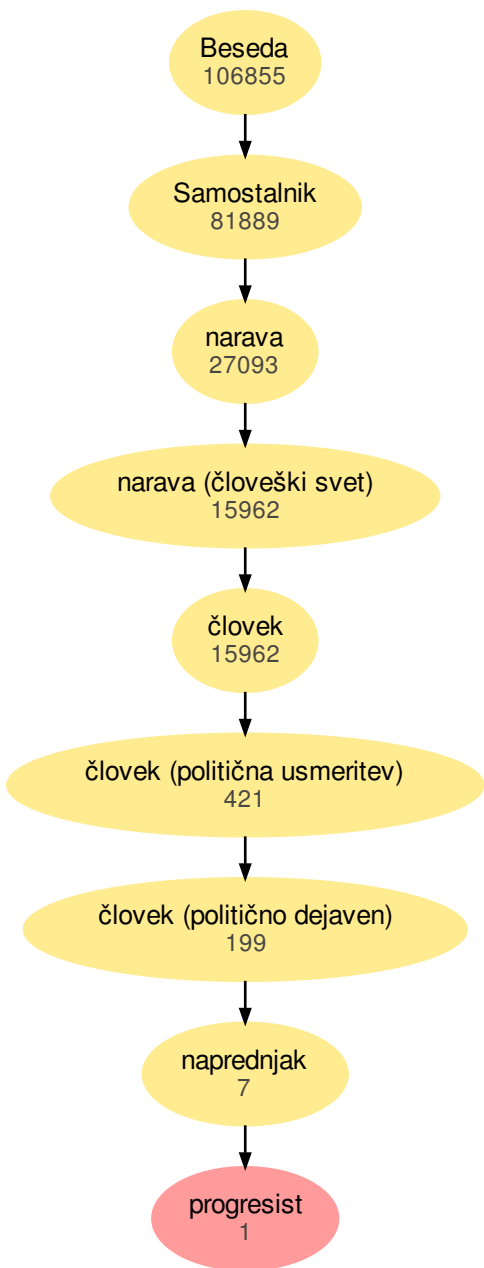 Beseda
106855
Samostalnik
81889
narava
27093
narava (človeški svet)
15962
človek
15962
človek (politična usmeritev)
421
človek (politično dejaven)
199
naprednjak
7
progresist
1